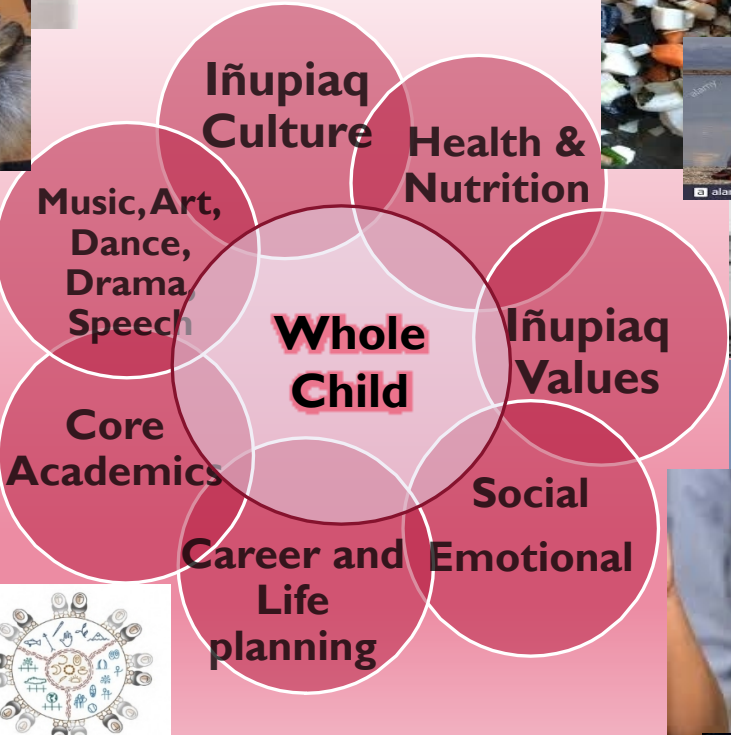 Iñupiaq
Culture
Health &
Nutrition
Iñupiaq
Values
Social
Emotional
Career and
Life
planning
Core
Academics
Music, Art,
Dance,
Drama,
Speech
Whole
Child
alamy
a alam